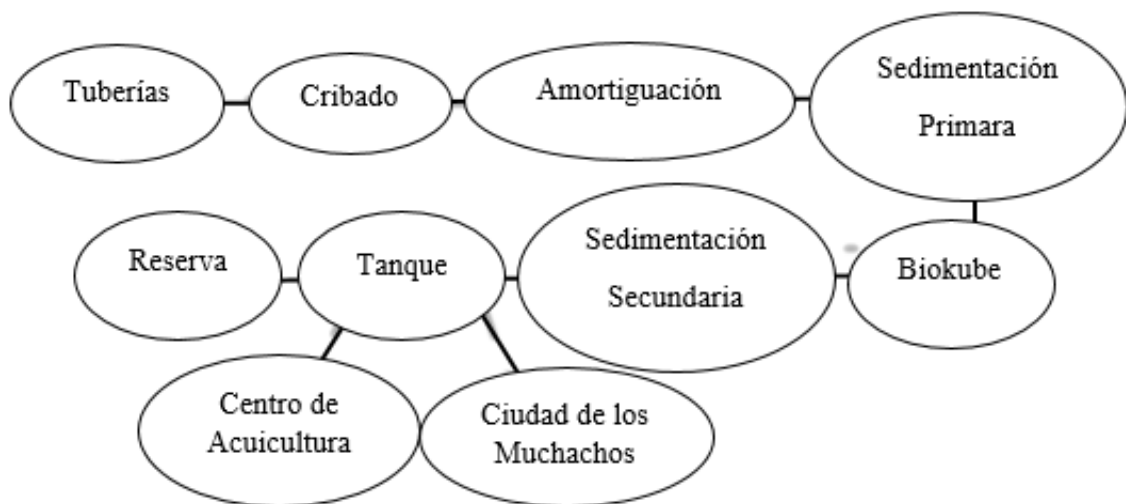 Tuberías
Cribado
Amortiguación
Sedimentación
Primara
Reserva
Tanque
Sedimentación
Secundaria
Biokube
Centro de
Acuicultura
Ciudad de los
Muchachos